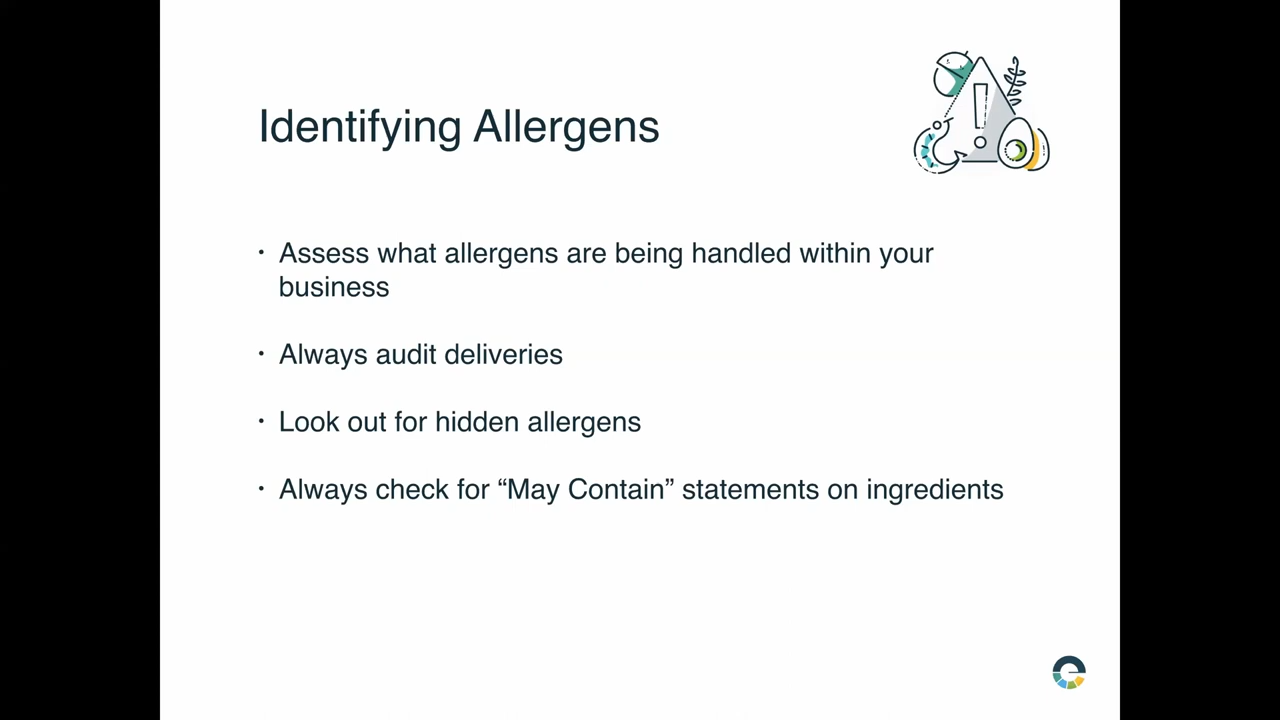 Identifying Allergens
• Assess what allergens are being handled within your
business
• Always audit deliveries
• Look out for hidden allergens
• Always check for “May Contain” statements on ingredients